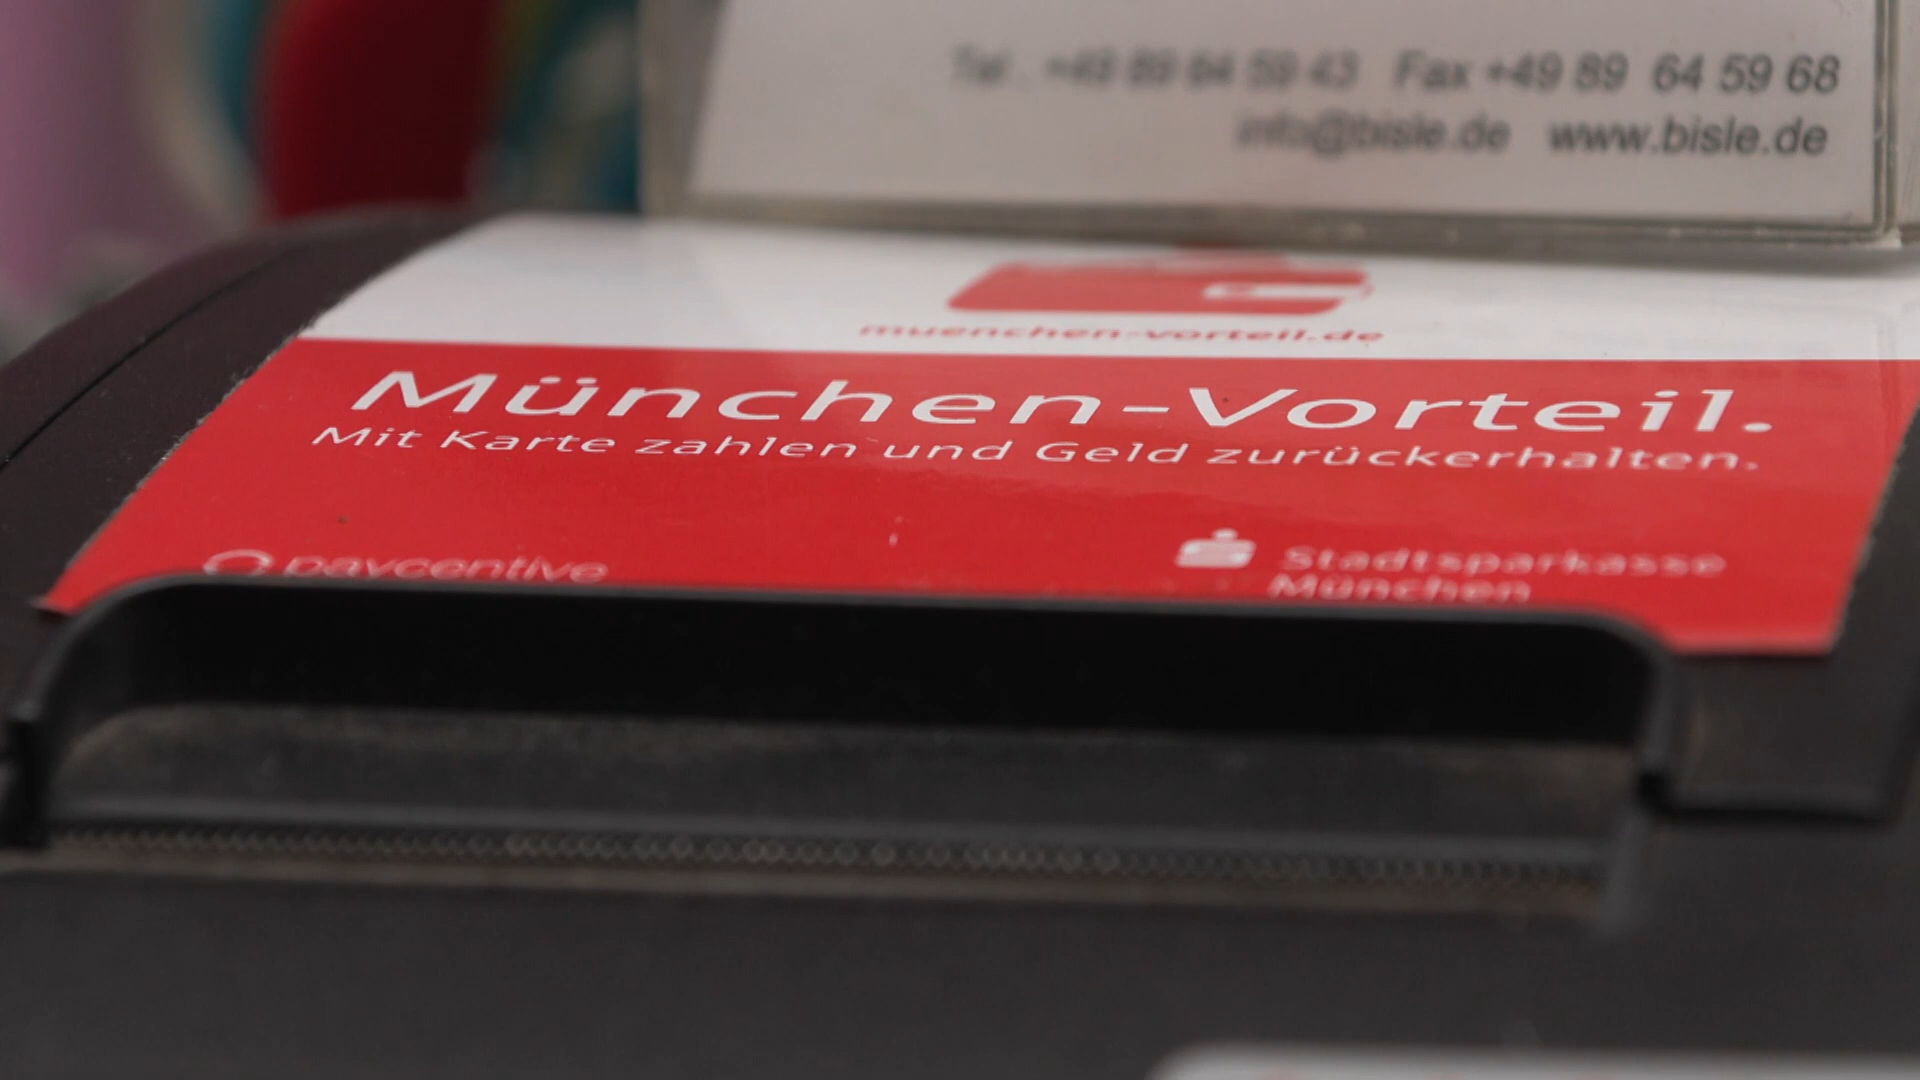 Tel. +49 89 64 59 43 Fax +49 89 64 59 68
info@bisle.de www.bisle.de
muenchen-vorteil.de
München-Vorteil.
Mit Karte zahlen und Geld zurückerhalten.
paycentive
Stadtsparkasse
München